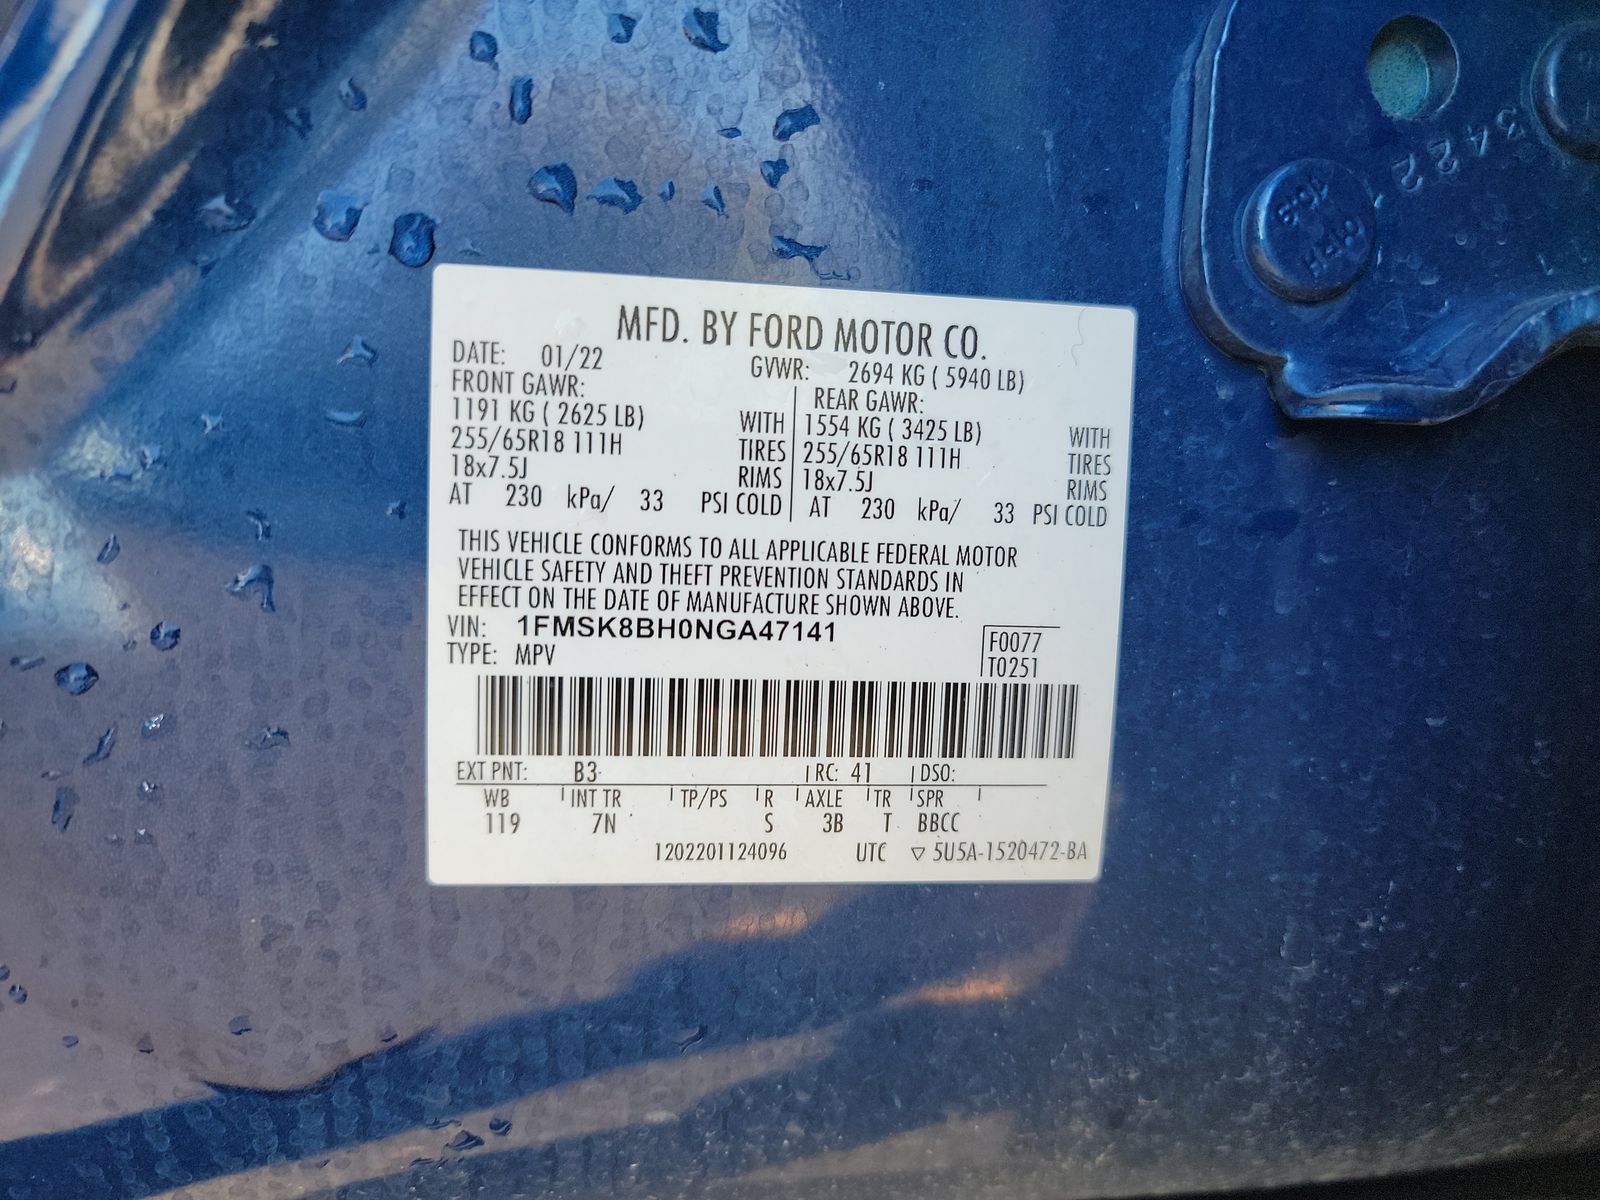 MFD. BY FORD MOTOR CO.
DATE: 01/22 GVWR: 2694 KG ( 5940 LB)
FRONT GAWR: REAR GAWR:
1191 KG ( 2625 LB) WITH 1554 KG ( 3425 LB) WITH
255/65R18 111H TIRES 255/65R18 111H TIRES
18x7.5J RIMS 18x7.5J RIMS
AT 230 kPa/ 33 PSI COLD AT 230 kPa/ 33 PSI COLD
THIS VEHICLE CONFORMS TO ALL APPLICABLE FEDERAL MOTOR
VEHICLE SAFETY AND THEFT PREVENTION STANDARDS IN
EFFECT ON THE DATE OF MANUFACTURE SHOWN ABOVE.
VIN: 1FMSK8BH0NGA47141
TYPE: MPV
F0077
T0251
EXT PNT: B3 RC: 41 DSO:
WB INT TR TP/PS R AXLE TR SPR
119 7N S 3B T BBCC
1202201124096 UTC ▽ 5U5A-1520472-BA
3422
10.9